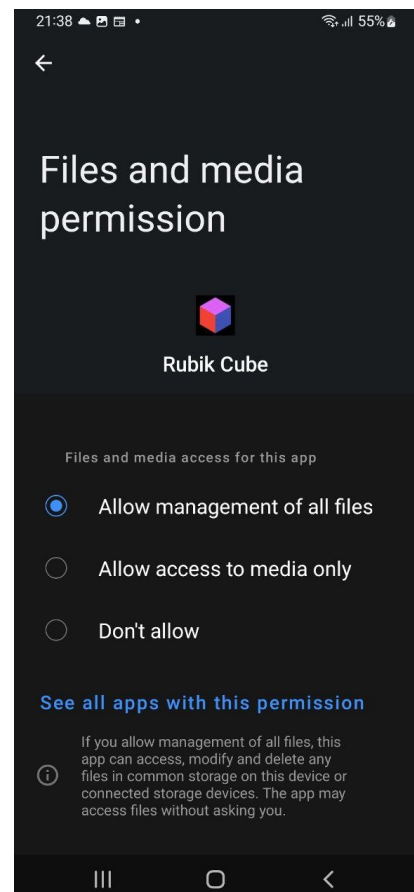 21:38
55%
Files and media
permission
Rubik Cube
Files and media access for this app
Allow management of all files
Allow access to media only
Don't allow
See all apps with this permission
If you allow management of all files, this
app can access, modify and delete any
files in common storage on this device or
connected storage devices. The app may
access files without asking you.